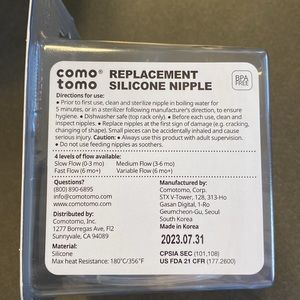 como® REPLACEMENT
tomo SILICONE NIPPLE
BPA
FREE
Directions for use:
• Prior to first use, clean and sterilize nipple in boiling water for
5 minutes, or in a sterilizer following manufacturer's direction, to ensure
hygiene. • Dishwasher safe (top rack only). • Before each use, clean and
inspect nipples. • Replace nipples at the first sign of damage (e.g. cracking,
changing of shape). Small pieces can be accidentally inhaled and cause
serious injury. Caution: • Always use this product with adult supervision.
• Do not use feeding nipples as soothers.
4 levels of flow available:
Slow Flow (0-3 mo) Medium Flow (3-6 mo)
Fast Flow (6 mo+) Variable Flow (6 mo+)
Questions?
(800) 890-6895
info@comotomo.com
www.comotomo.com
Distributed by:
Comotomo, Inc.
1277 Borregas Ave, Fl2
Sunnyvale, CA 94089
Material:
Silicone
Max heat Resistance: 180°C/356°F
Manufactured by:
Comotomo, Corp.
STX V-Tower, 128, 313-Ho
Gasan Digital, 1-Ro
Geumcheon-Gu, Seoul
South Korea
Made in Korea
2023.07.31
CPSIA SEC (101,108)
US FDA 21 CFR (177.2600)